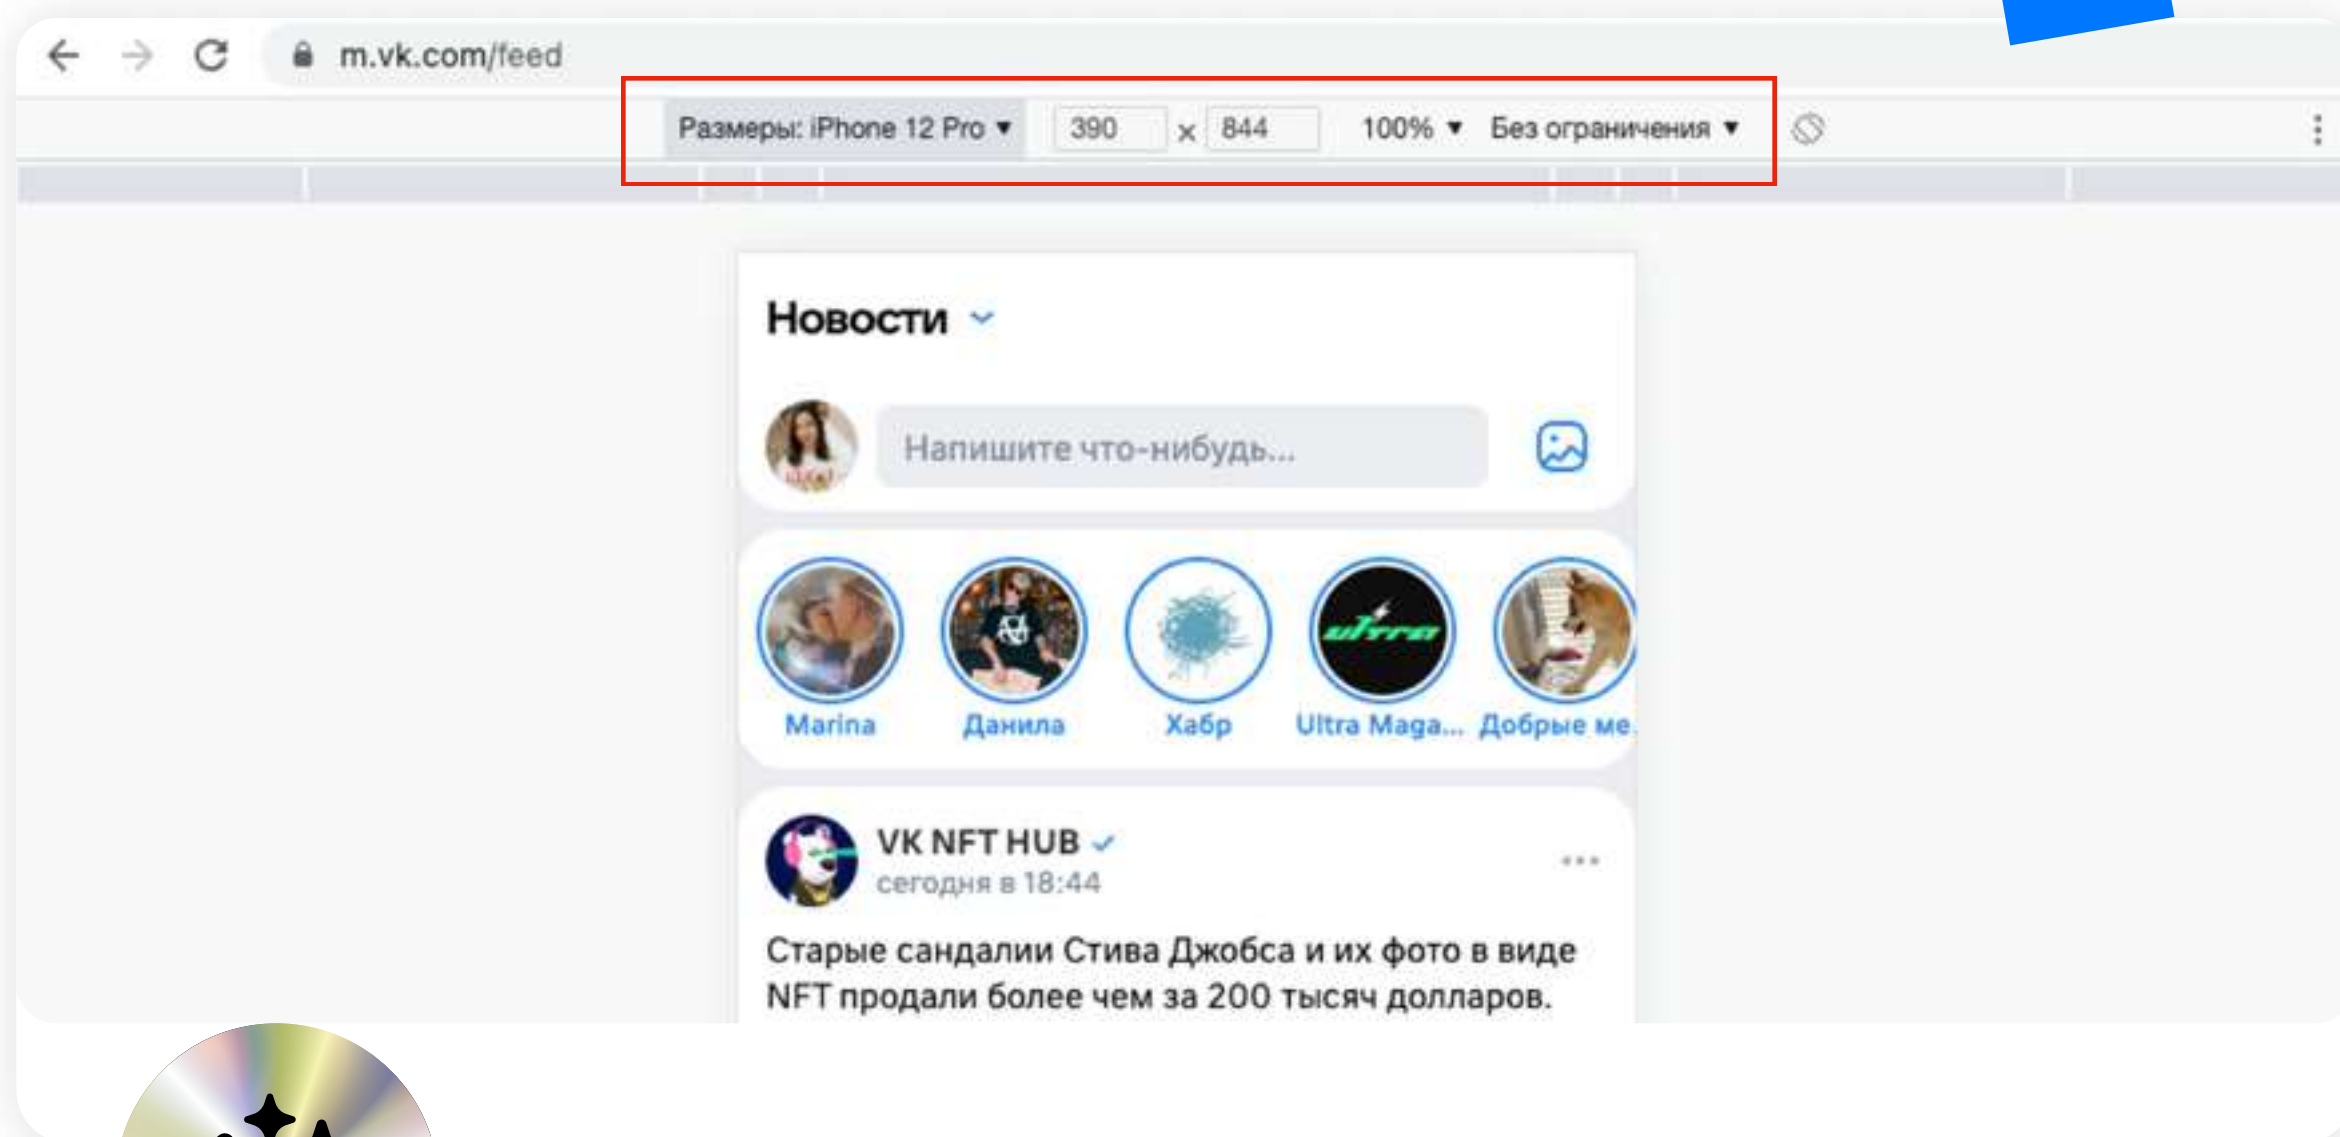 m.vk.com/feed
Размеры: iPhone 12 Pro ▼ 390 x 844 100% ▼ Без ограничения ▼
Новости
Напишите что-нибудь...
ultra
Marina Данила Хабр Ultra Maga... Добрые ме.
VK NFT HUB
сегодня в 18:44
Старые сандалии Стива Джобса и их фото в виде
NFT продали более чем за 200 тысяч долларов.